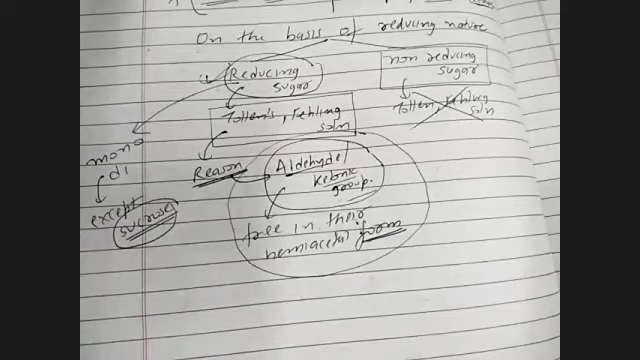 On the basis of reducing nature
Reducing
sugar
non reducing
sugar
Tollen's, Fehling
soln
Tollen, Fehling
soln
mono
di
except
sucrose
Reason
Aldehyde/
Ketonic
group.
free in their
hemiacetal form